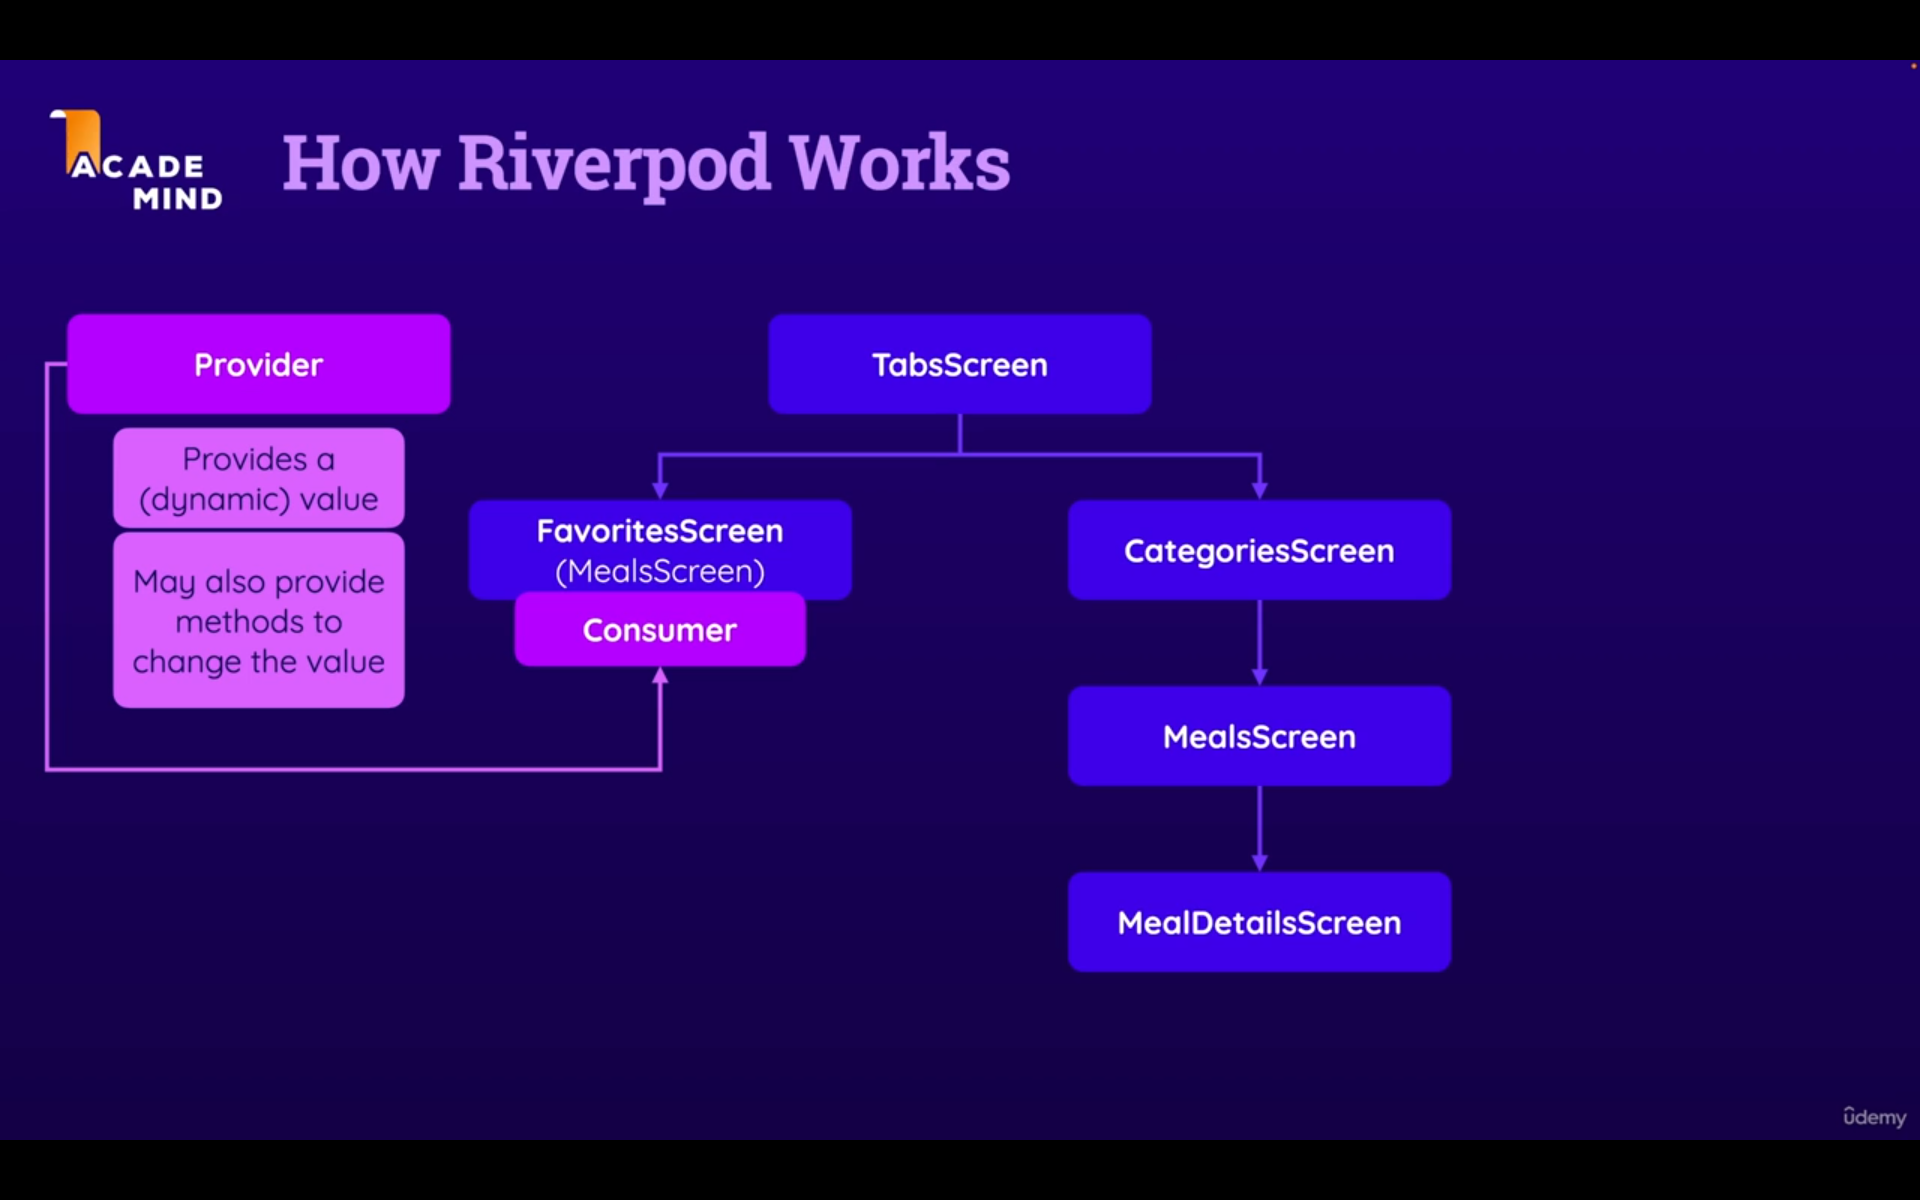 ACADE
MIND
How Riverpod Works
Provider
Provides a
(dynamic) value
May also provide
methods to
change the value
TabsScreen
FavoritesScreen
(MealsScreen)
Consumer
CategoriesScreen
MealsScreen
MealDetailsScreen
ûdemy